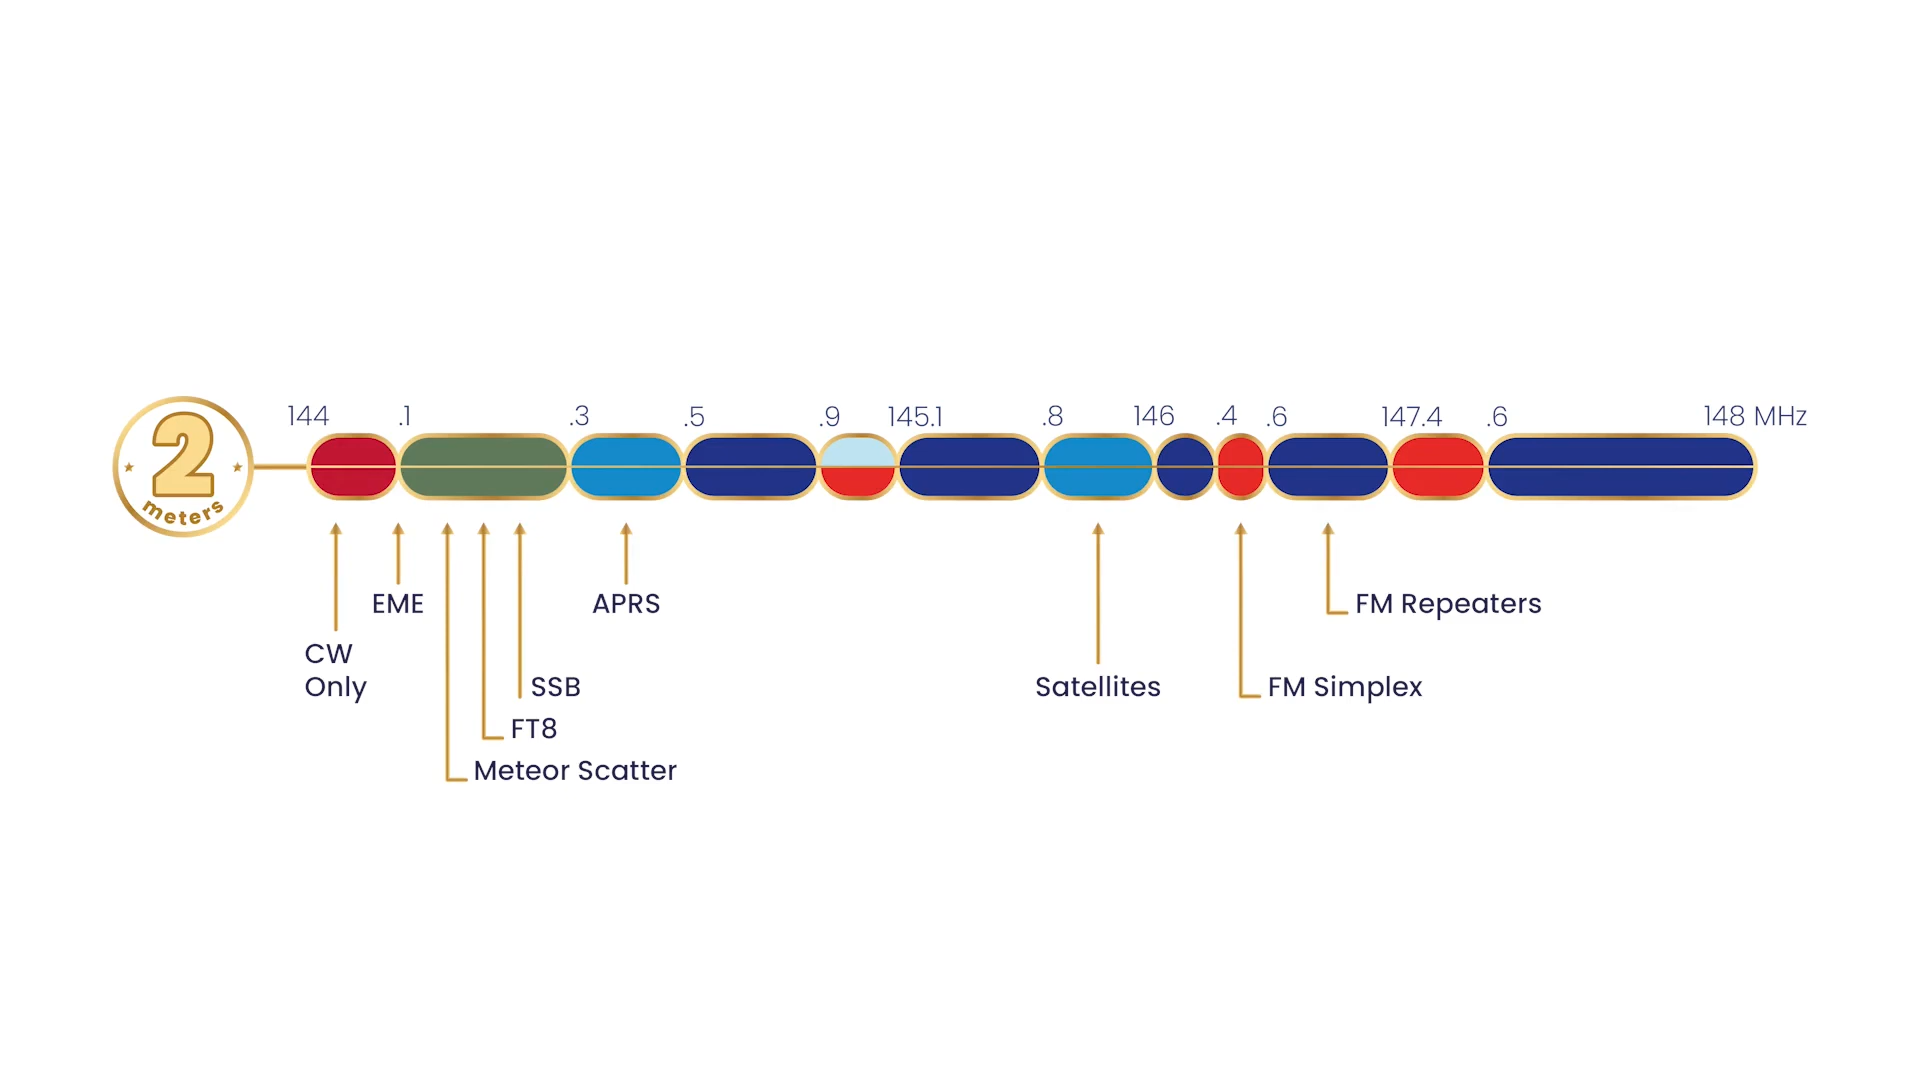 2
meters
144 .1 .3 .5 .9 145.1 .8 146 .4 .6 147.4 .6 148 MHz
EME APRS FM Repeaters
CW
Only
SSB Satellites FM Simplex
FT8
Meteor Scatter